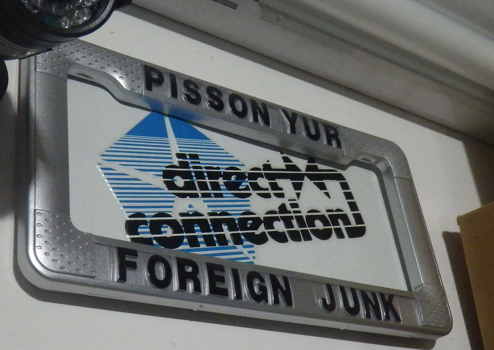 PISSON YUR
direct
connection
FOREIGN JUNK